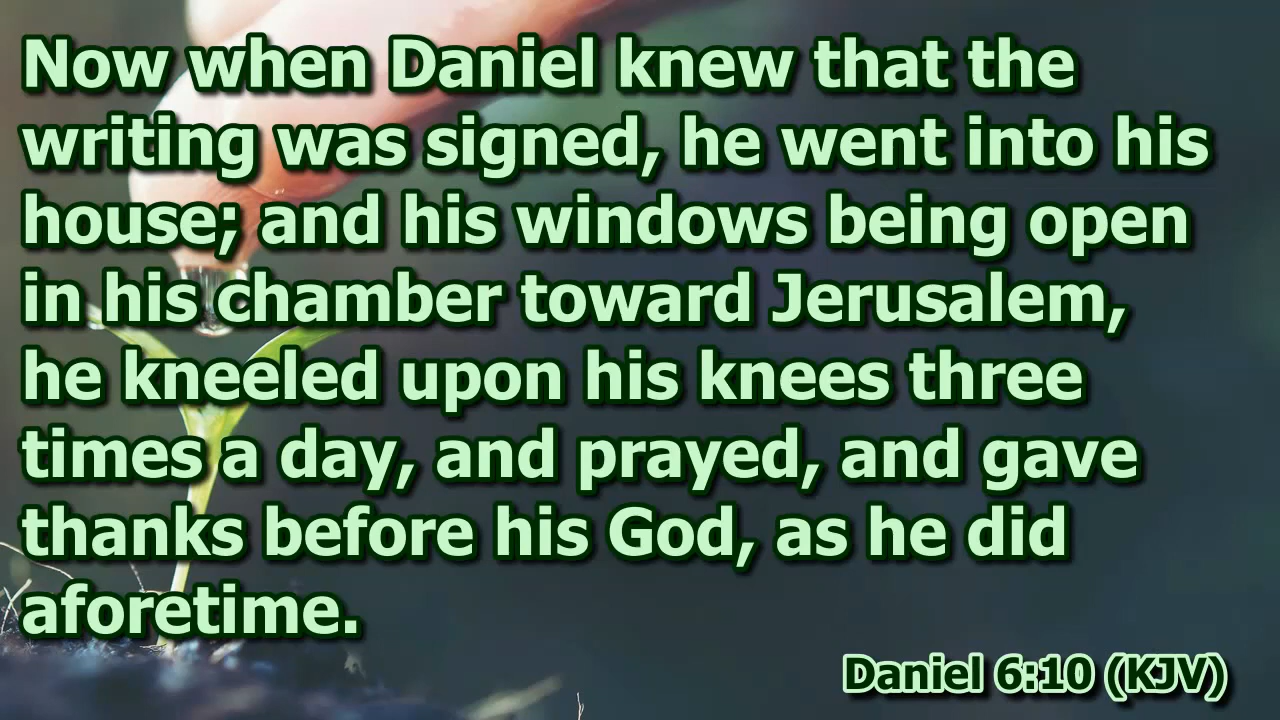 Now when Daniel knew that the
writing was signed, he went into his
house; and his windows being open
in his chamber toward Jerusalem,
he kneeled upon his knees three
times a day, and prayed, and gave
thanks before his God, as he did
aforetime.
Daniel 6:10 (KJV)